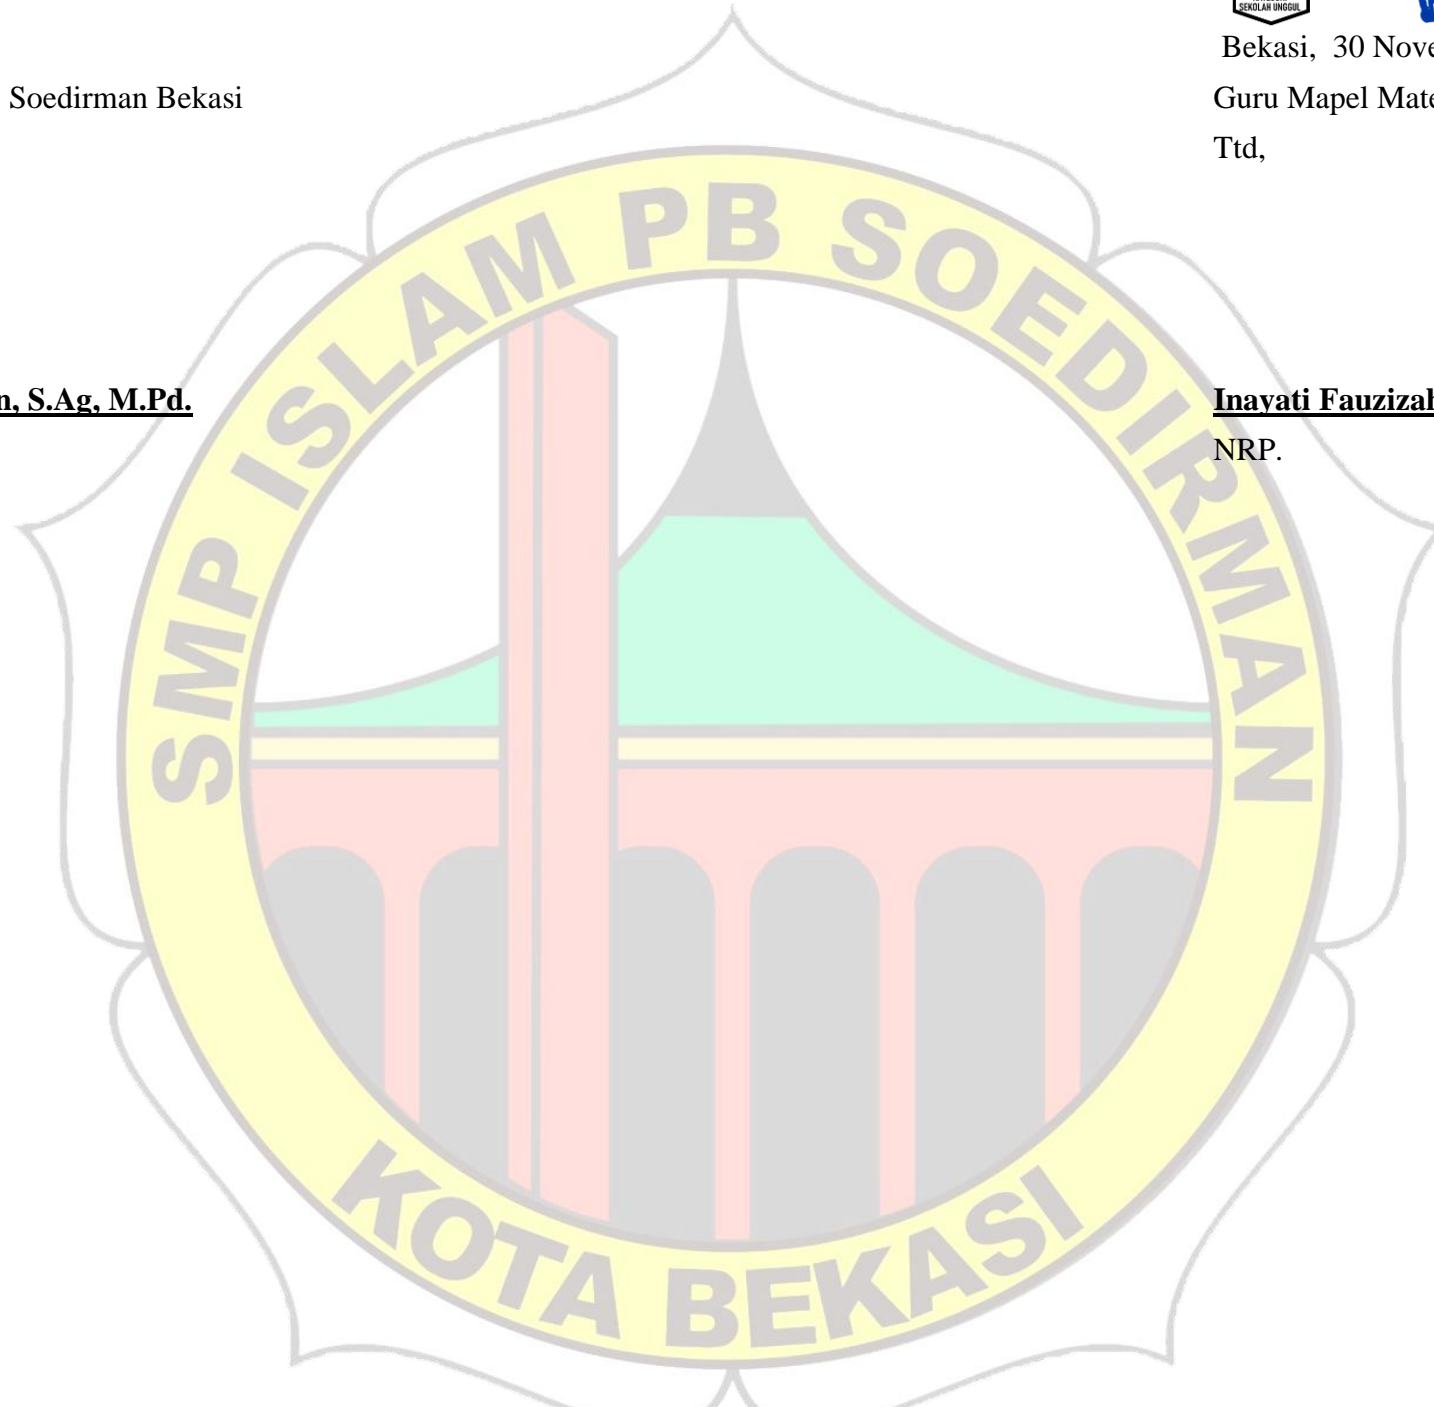 SEKOLAH UNGGUL
Bekasi, 30 Nove
Soedirman Bekasi
Guru Mapel Mate
Ttd,
n, S.Ag, M.Pd.
Inayati Fauzizah
NRP.
SMP ISLAM PB SOEDIRMAN
KOTA BEKASI